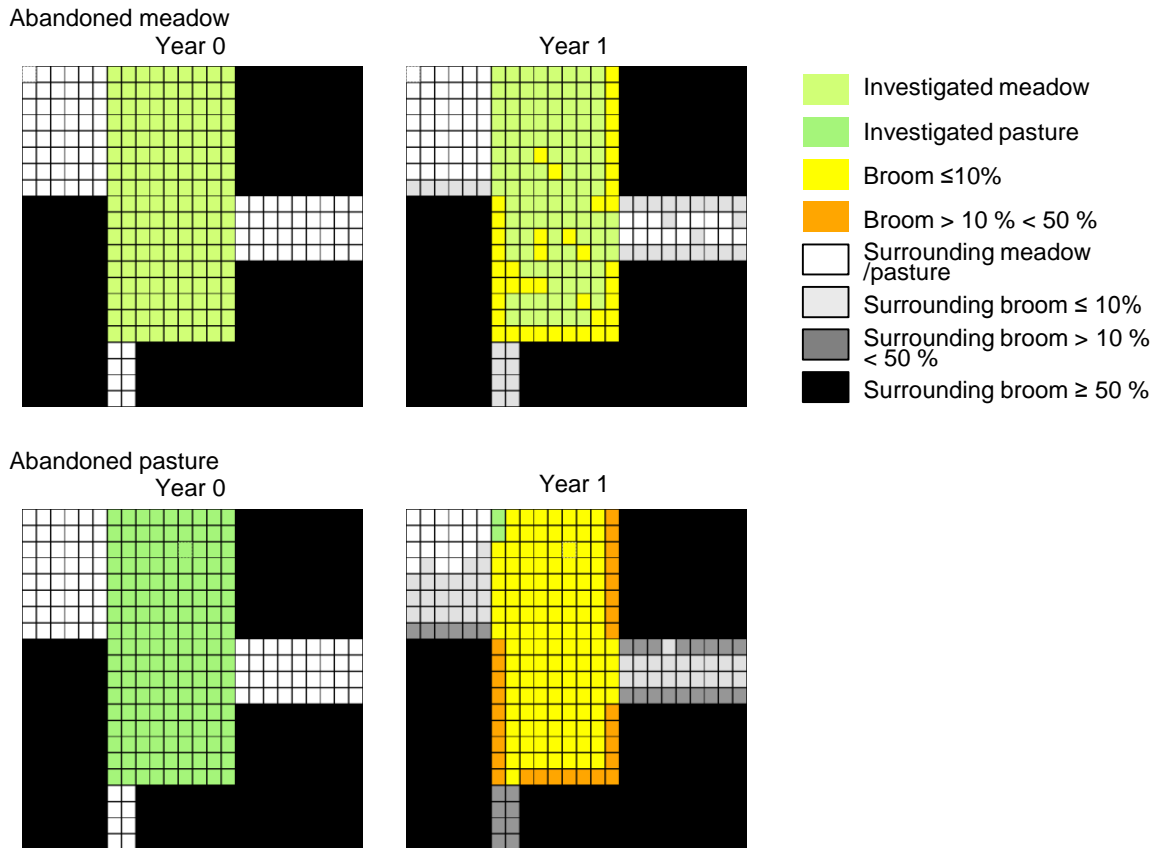 Abandoned meadow
Year 0
Year 1
Investigated meadow
Investigated pasture
Broom ≤10%
Broom > 10 % < 50 %
Surrounding meadow
/pasture
Surrounding broom ≤ 10%
Surrounding broom > 10 %
< 50 %
Surrounding broom ≥ 50 %
Abandoned pasture
Year 0
Year 1